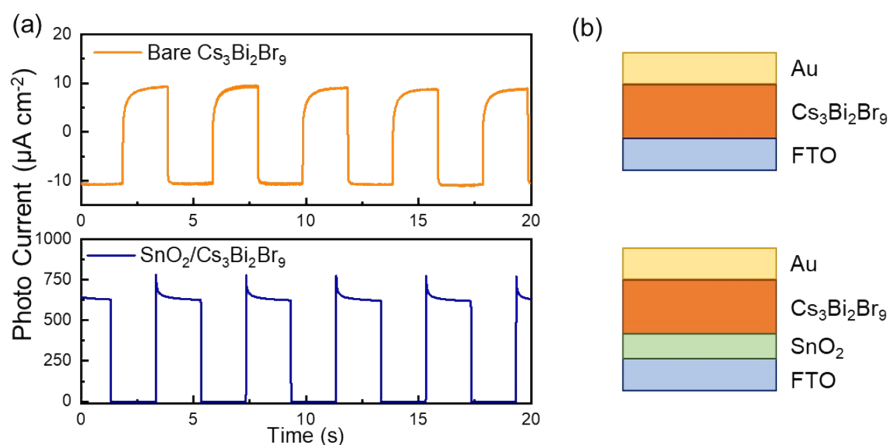 (a)
Photo Current (µA cm⁻²)
20
10
0
-10
Bare Cs₃Bi₂Br₉
0 5 10 15 20
1000
750
500
250
0
SnO₂/Cs₃Bi₂Br₉
0 5 10 15 20
Time (s)
(b)
Au
Cs₃Bi₂Br₉
FTO
Au
Cs₃Bi₂Br₉
SnO₂
FTO